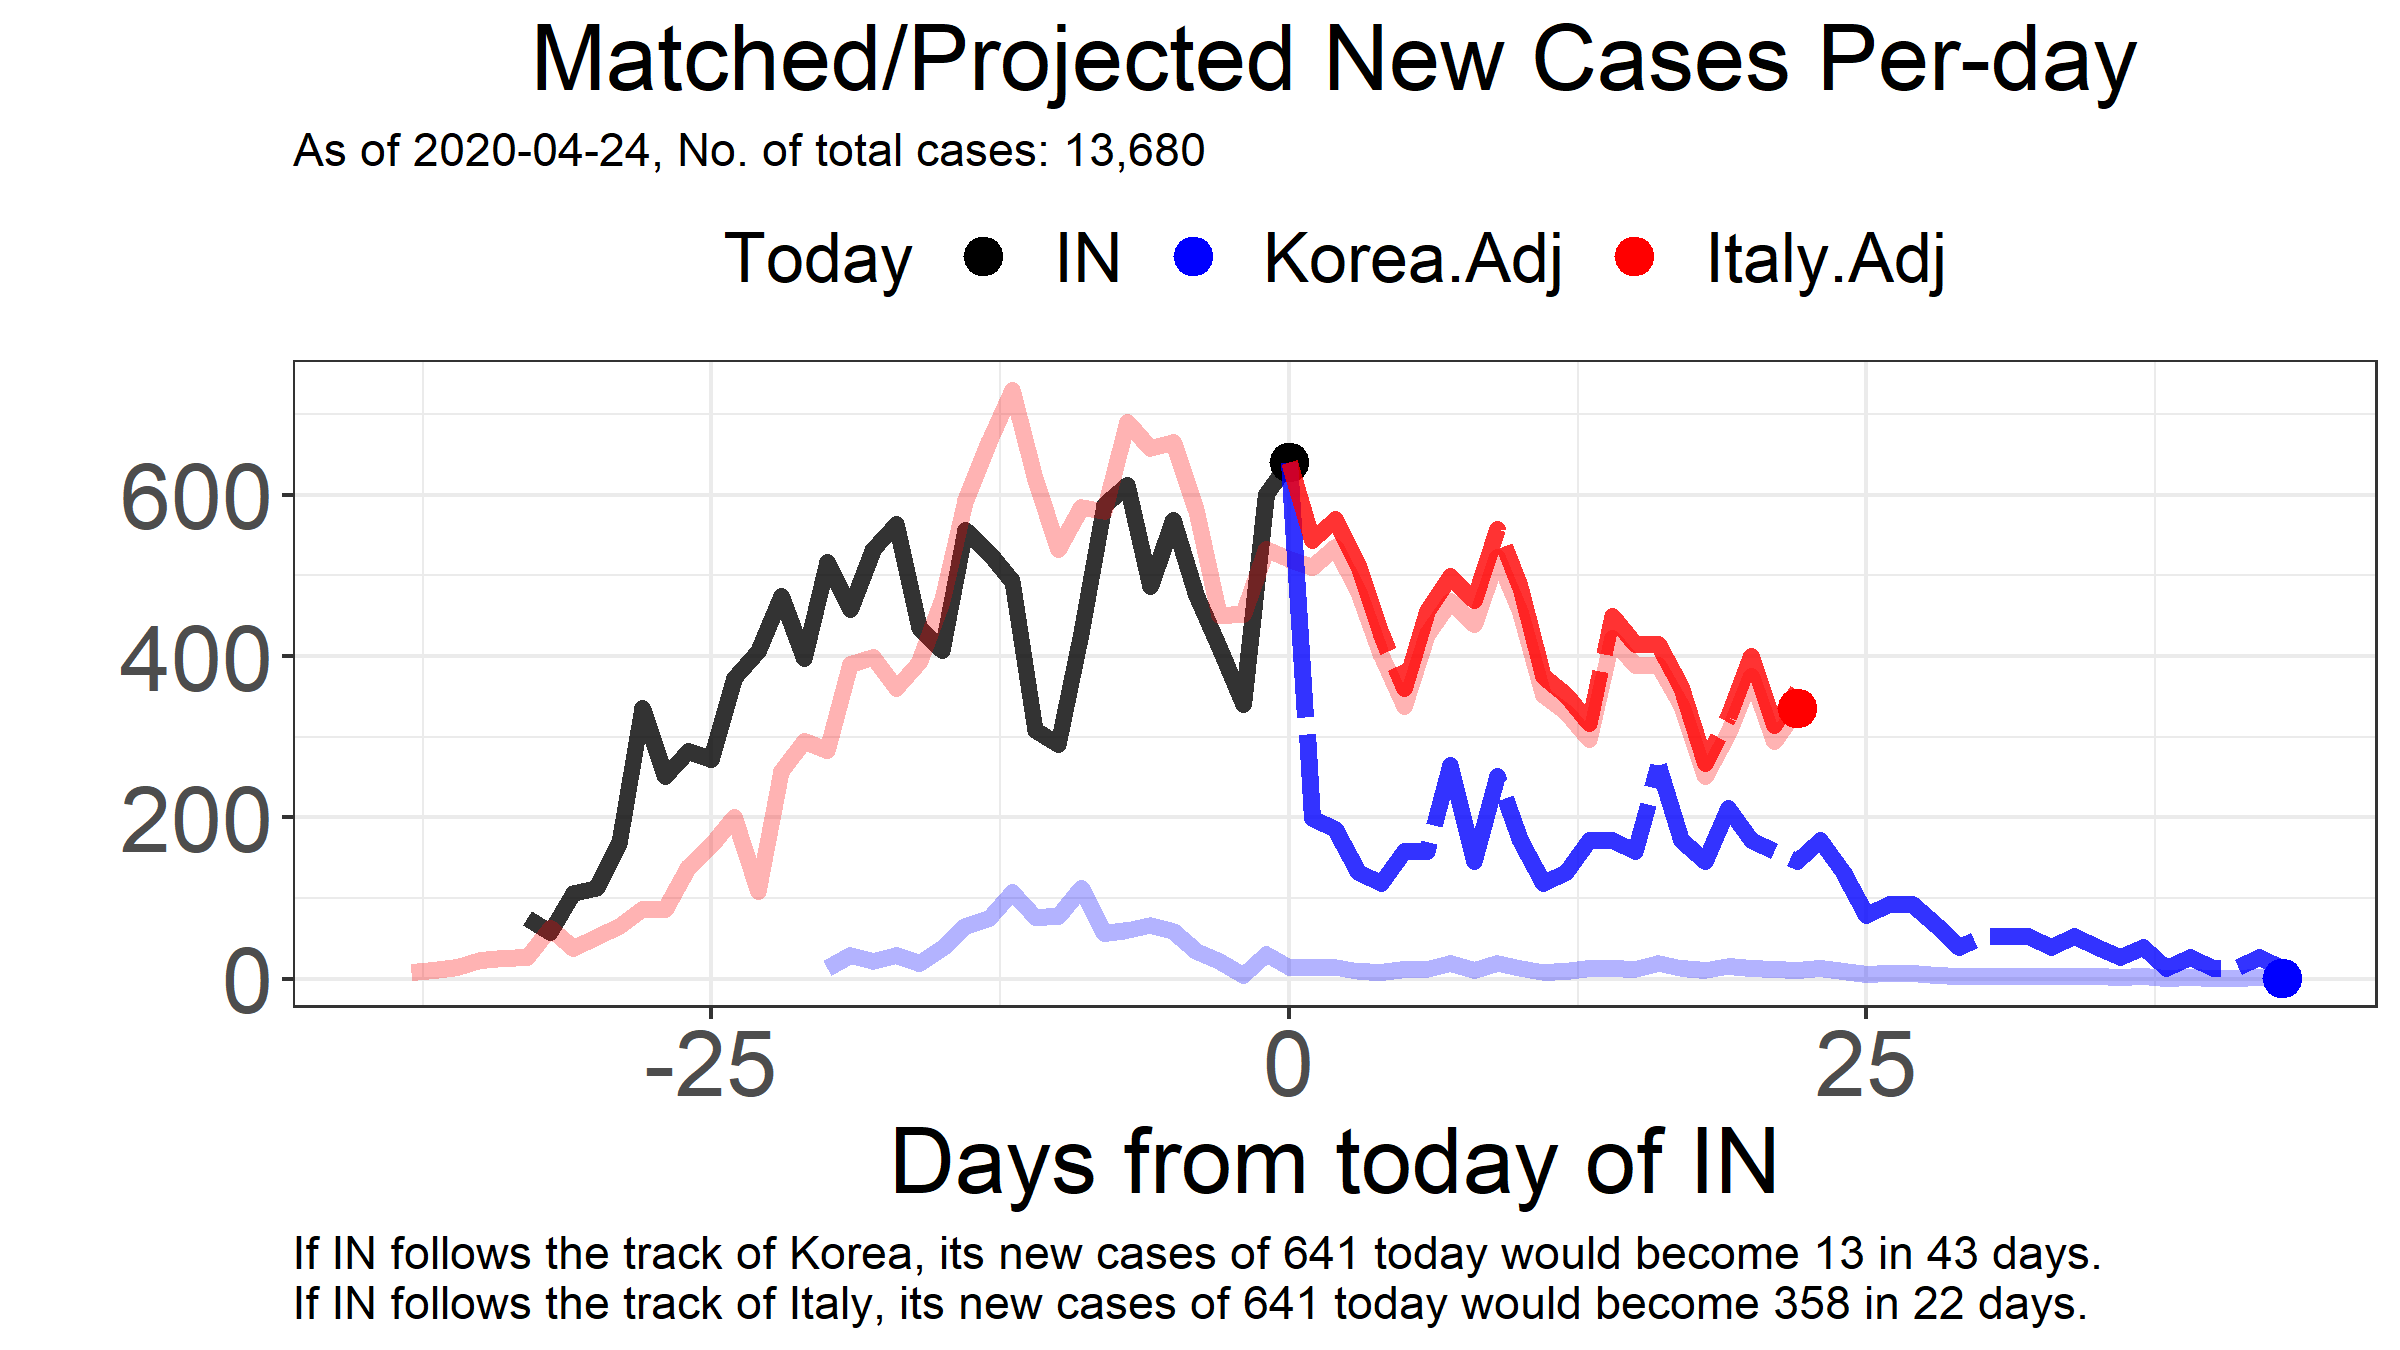 Matched/Projected New Cases Per-day
As of 2020-04-24, No. of total cases: 13,680
Today IN Korea.Adj Italy.Adj
600
400
200
0
-25 0 25
Days from today of IN
If IN follows the track of Korea, its new cases of 641 today would become 13 in 43 days.
If IN follows the track of Italy, its new cases of 641 today would become 358 in 22 days.